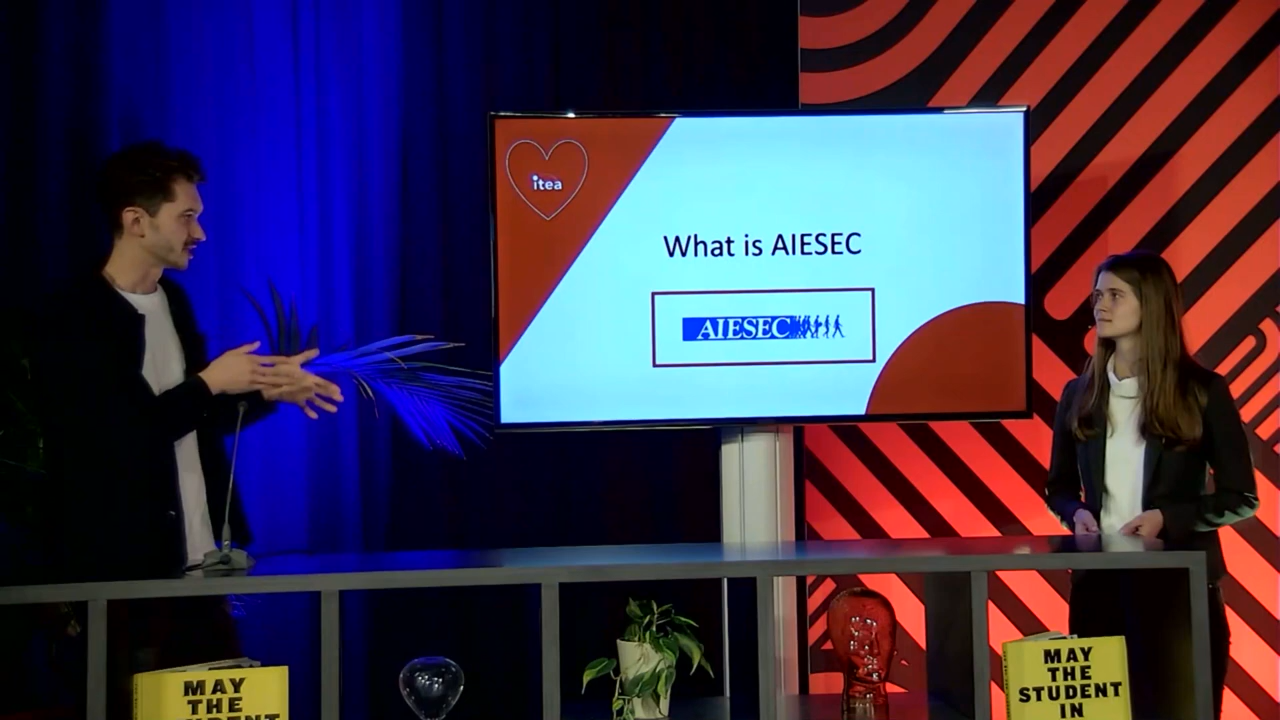 itea
What is AIESEC
AIESEC
MAY
THE
MAY
THE
STUDENT
IN